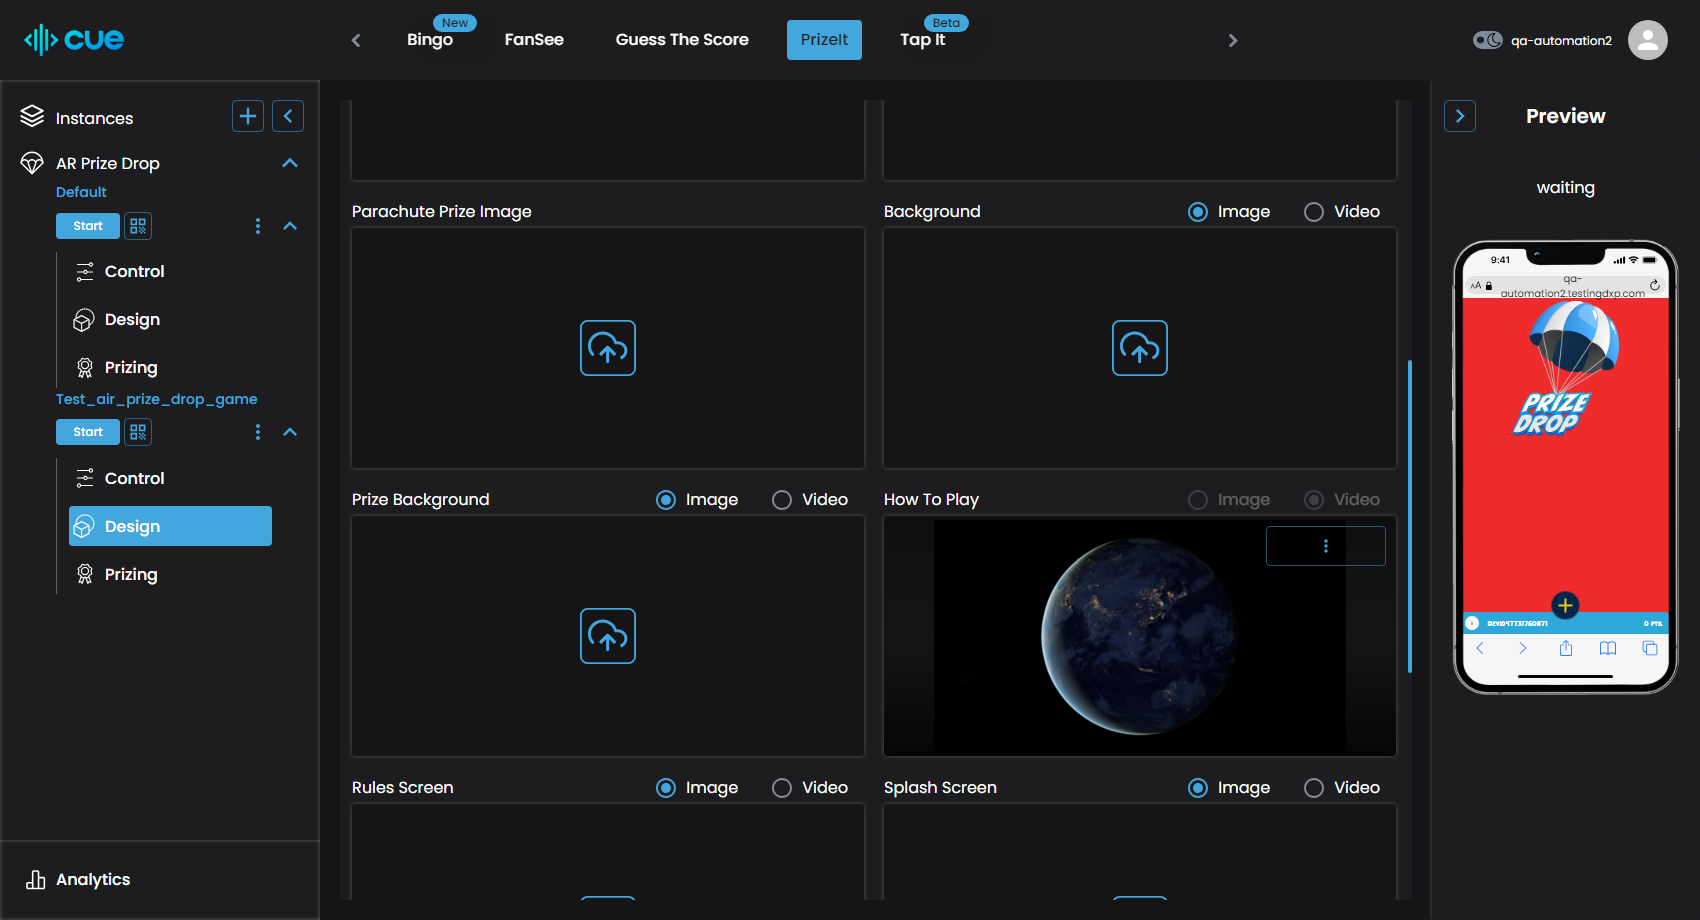 cue
New
Bingo
FanSee
Guess The Score
PrizeIt
Beta
Tap It
qa-automation2
Instances
AR Prize Drop
Default
Start
Control
Design
Prizing
Test_air_prize_drop_game
Start
Control
Design
Prizing
Analytics
Parachute Prize Image
Background
Image
Video
Prize Background
Image
Video
How To Play
Image
Video
Rules Screen
Image
Video
Splash Screen
Image
Video
Preview
waiting
9:41
AA
qa-
automation2.testingdxp.com
PRIZE
DROP
DEVID47731760871
0 PTS.